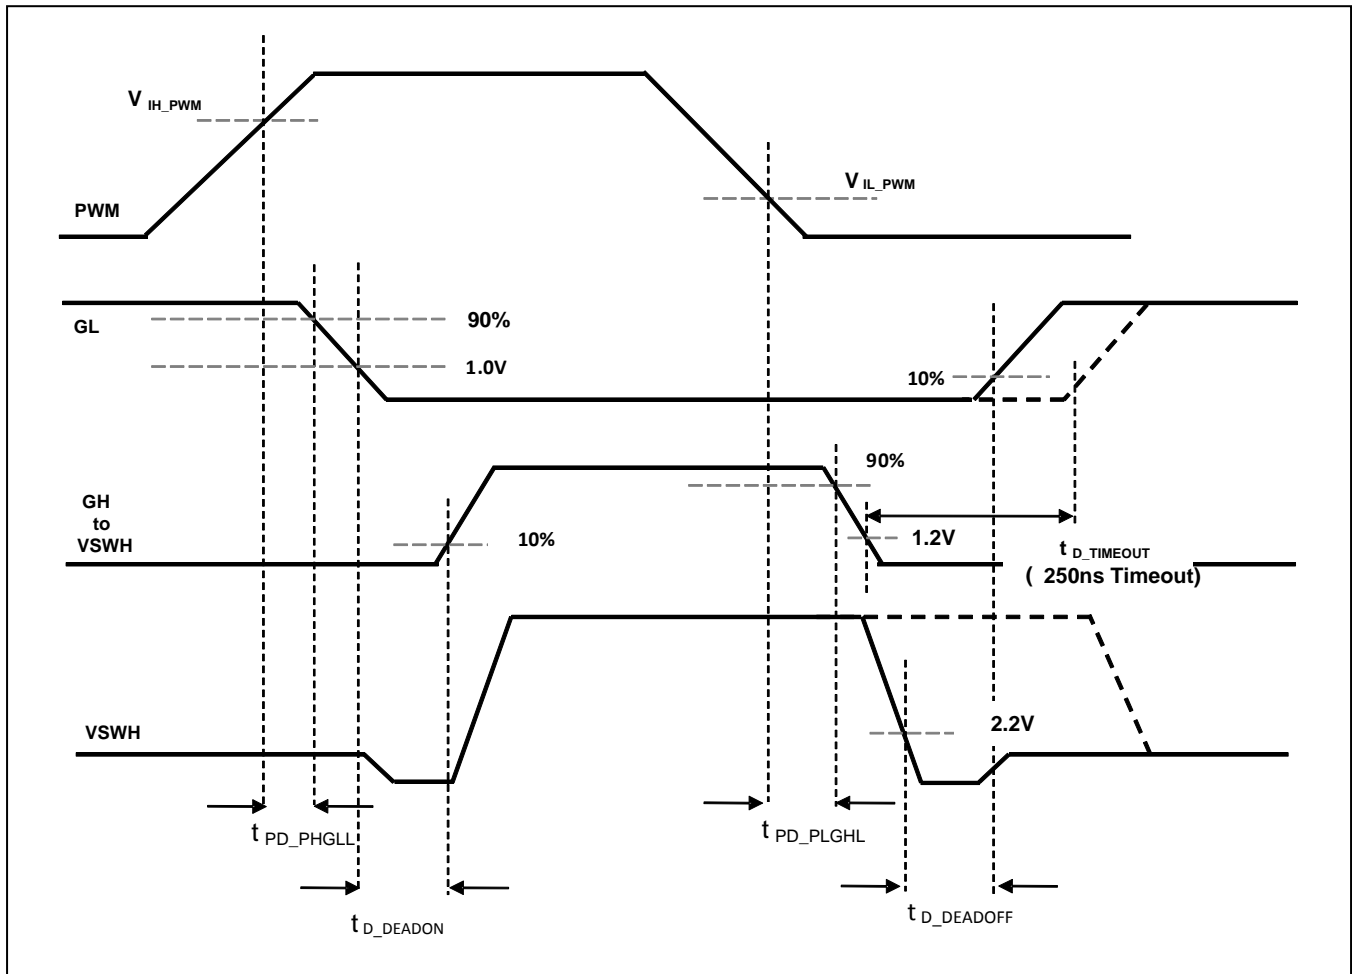 V IH_PWM
V IL_PWM
PWM
90%
GL
1.0V
10%
90%
GH
to
VSWH
10%
1.2V
t D_TIMEOUT
( 250ns Timeout)
VSWH
2.2V
t PD_PHGLL
t PD_PLGHL
t D_DEADON
t D_DEADOFF